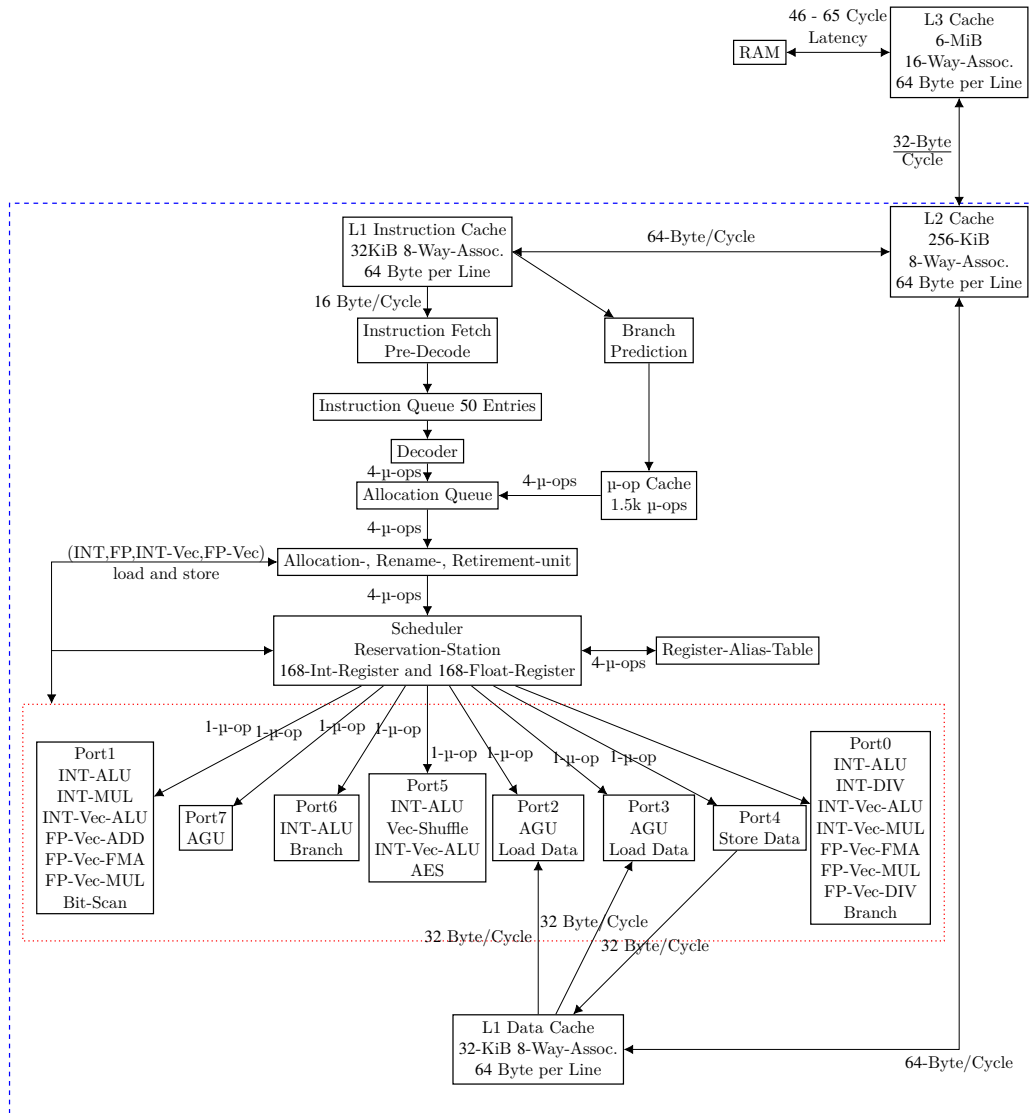 46 - 65 Cycle
Latency
RAM
L3 Cache
6-MiB
16-Way-Assoc.
64 Byte per Line
32-Byte
Cycle
L2 Cache
256-KiB
8-Way-Assoc.
64 Byte per Line
64-Byte/Cycle
L1 Instruction Cache
32KiB 8-Way-Assoc.
64 Byte per Line
16 Byte/Cycle
Instruction Fetch
Pre-Decode
Branch
Prediction
Instruction Queue 50 Entries
Decoder
4-µ-ops
Allocation Queue
4-µ-ops
µ-op Cache
1.5k µ-ops
4-µ-ops
(INT,FP,INT-Vec,FP-Vec)
load and store
Allocation-, Rename-, Retirement-unit
4-µ-ops
Scheduler
Reservation-Station
168-Int-Register and 168-Float-Register
4-µ-ops
Register-Alias-Table
1-µ-op
1-µ-op
1-µ-op
1-µ-op
1-µ-op
1-µ-op
1-µ-op
1-µ-op
Port1
INT-ALU
INT-MUL
INT-Vec-ALU
FP-Vec-ADD
FP-Vec-FMA
FP-Vec-MUL
Bit-Scan
Port7
AGU
Port6
INT-ALU
Branch
Port5
INT-ALU
Vec-Shuffle
INT-Vec-ALU
AES
Port2
AGU
Load Data
Port3
AGU
Load Data
Port4
Store Data
Port0
INT-ALU
INT-DIV
INT-Vec-ALU
INT-Vec-MUL
FP-Vec-FMA
FP-Vec-MUL
FP-Vec-DIV
Branch
32 Byte/Cycle
32 Byte/Cycle
32 Byte/Cycle
L1 Data Cache
32-KiB 8-Way-Assoc.
64 Byte per Line
64-Byte/Cycle